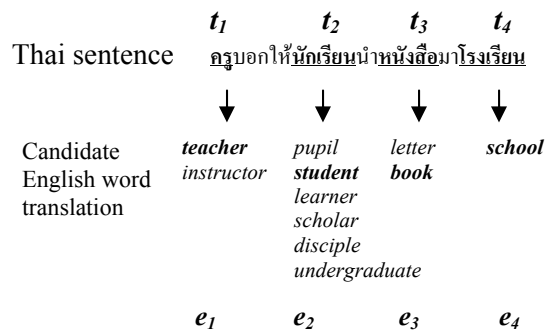 t1 t2 t3 t4
Thai sentence ครูบอกให้นักเรียนนำหนังสือมาโรงเรียน
Candidate English word translation
teacher
instructor
pupil
student
learner
scholar
disciple
undergraduate
letter
book
school
e1 e2 e3 e4